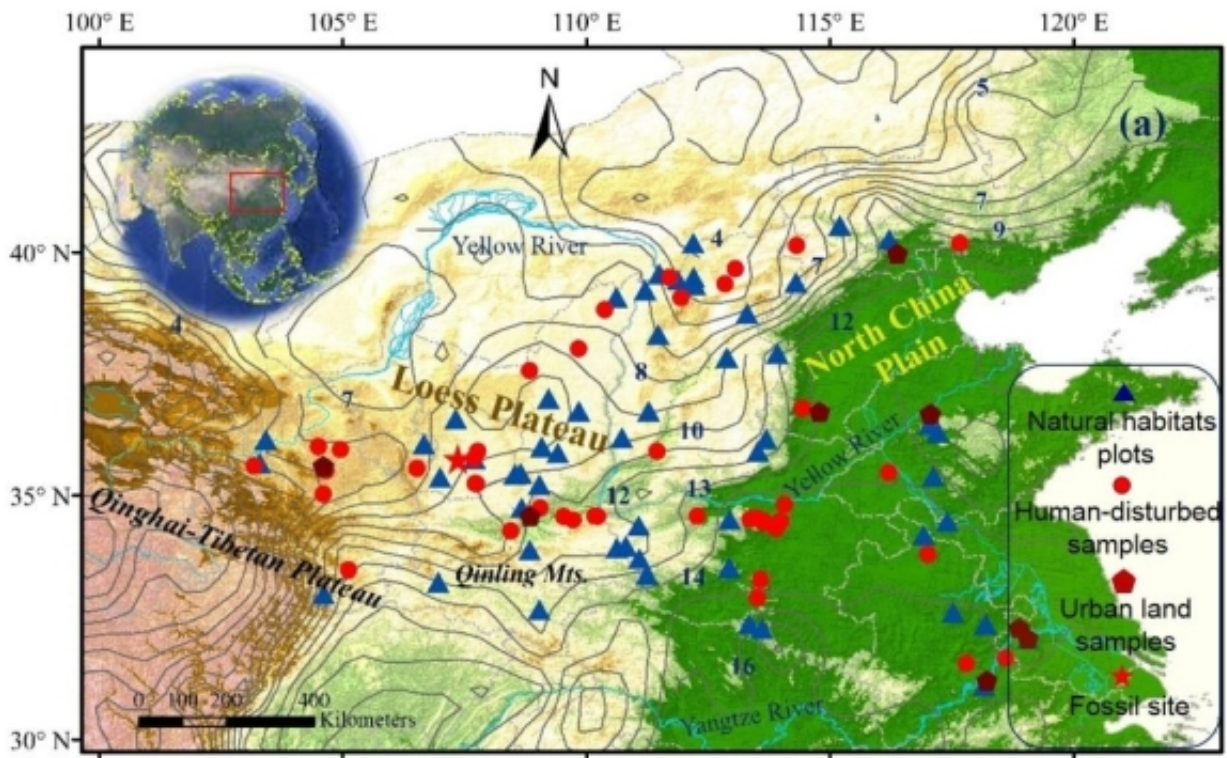 100° E 105° E 110° E 115° E 120° E
N
5
(a)
7
9
4
Yellow River
40° N
7
12
North China
Plain
4
8
7
Loess Plateau
10
Yellow River
35° N
12
13
Qinghai-Tibetan Plateau
Qinling Mts.
14
16
Yangtze River
0 100 200 400
Kilometers
30° N
Natural habitats
plots
Human-disturbed
samples
Urban land
samples
Fossil site